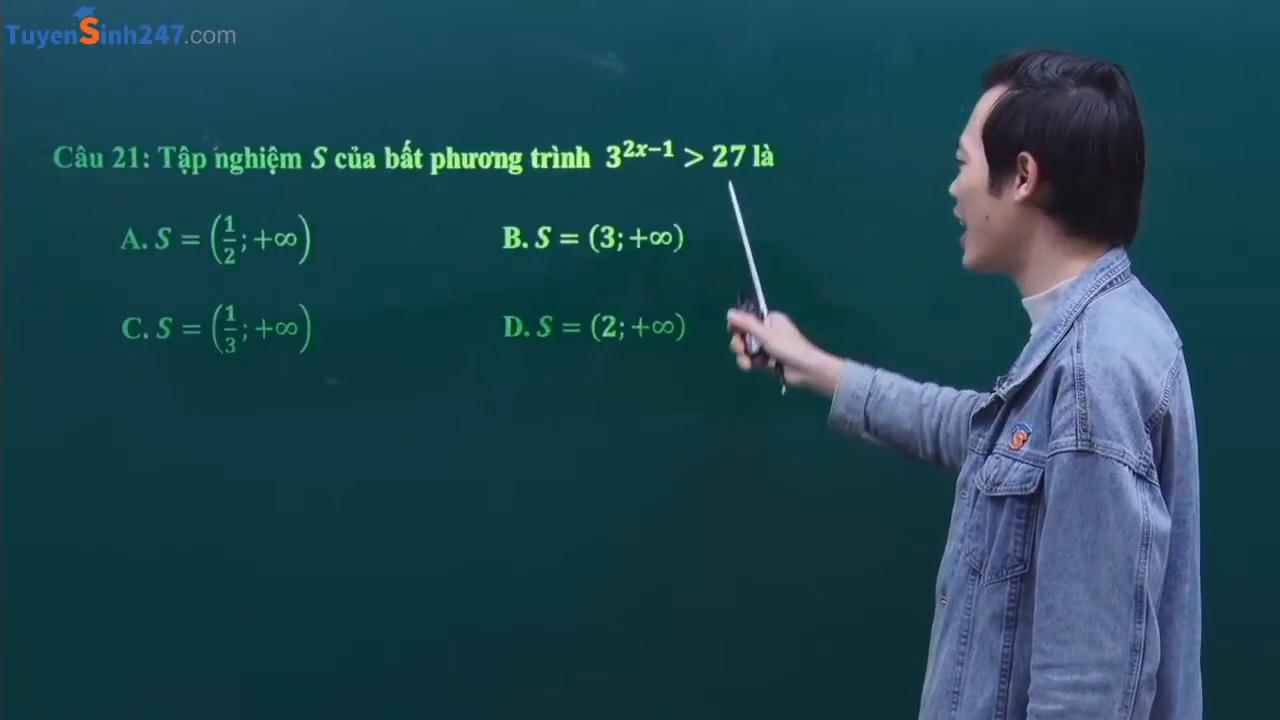 TuyenSinh247.com
Câu 21: Tập nghiệm S của bất phương trình 3^{2x−1} > 27 là
A. S = (1/2; +∞) B. S = (3; +∞)
C. S = (1/3; +∞) D. S = (2; +∞)